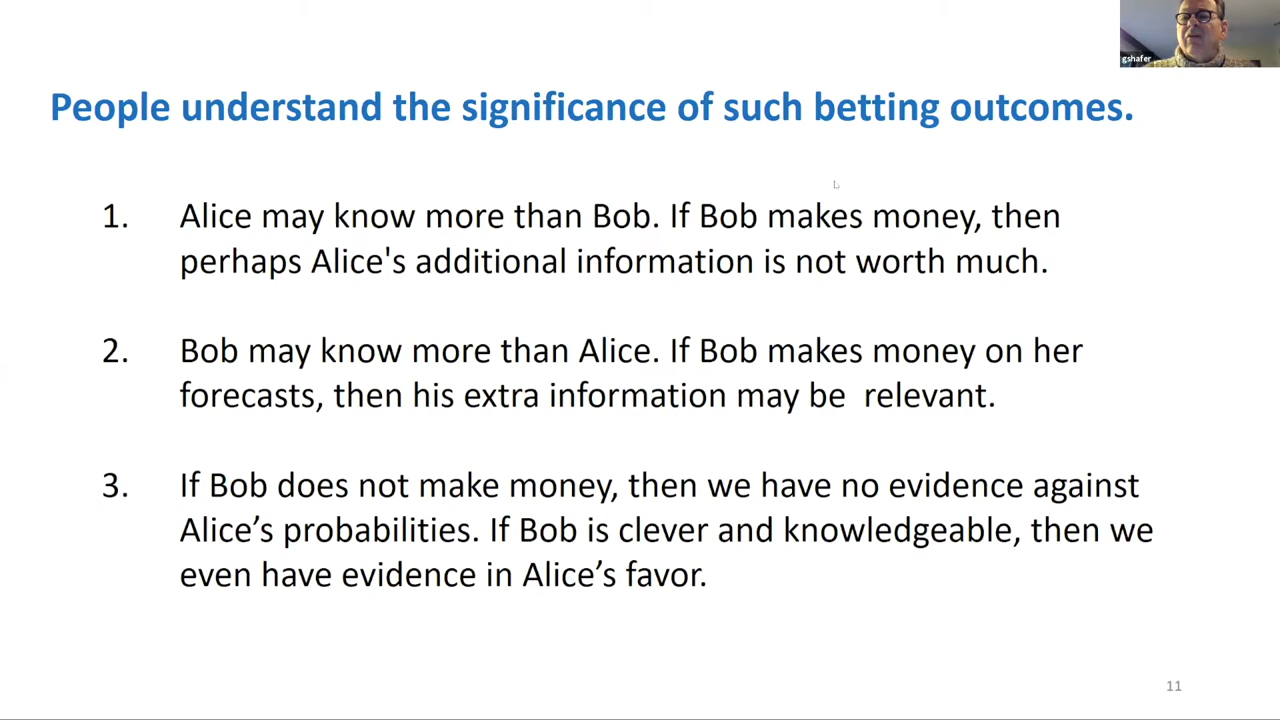 gshafer
People understand the significance of such betting outcomes.
1. Alice may know more than Bob. If Bob makes money, then
perhaps Alice's additional information is not worth much.
2. Bob may know more than Alice. If Bob makes money on her
forecasts, then his extra information may be  relevant.
3. If Bob does not make money, then we have no evidence against
Alice’s probabilities. If Bob is clever and knowledgeable, then we
even have evidence in Alice’s favor.
11